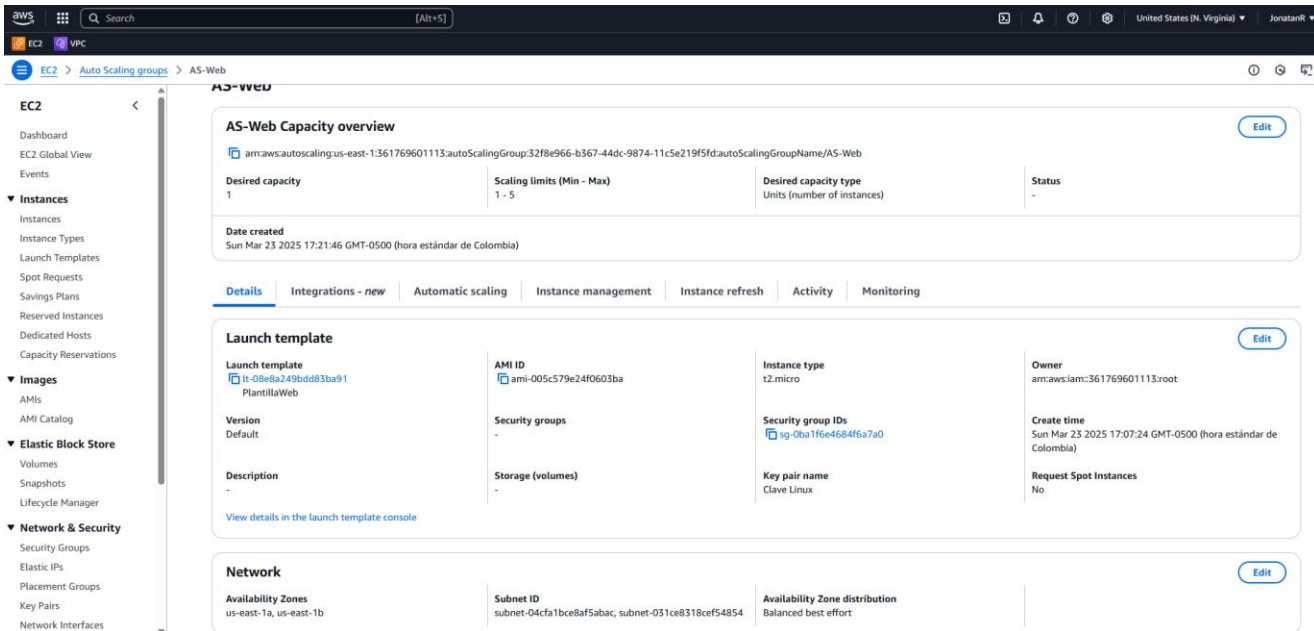 aws
Search
[Alt+S]
United States (N. Virginia)
JonatanR
EC2
VPC
EC2 > Auto Scaling groups > AS-Web
EC2
Dashboard
EC2 Global View
Events
Instances
Instances
Instance Types
Launch Templates
Spot Requests
Savings Plans
Reserved Instances
Dedicated Hosts
Capacity Reservations
Images
AMIs
AMI Catalog
Elastic Block Store
Volumes
Snapshots
Lifecycle Manager
Network & Security
Security Groups
Elastic IPs
Placement Groups
Key Pairs
Network Interfaces
AS-Web
AS-Web Capacity overview
Edit
arn:aws:autoscaling:us-east-1:361769601113:autoScalingGroup:32f8e966-b367-44dc-9874-11c5e219f5fd:autoScalingGroupName/AS-Web
Desired capacity
1
Scaling limits (Min - Max)
1 - 5
Desired capacity type
Units (number of instances)
Status
-
Date created
Sun Mar 23 2025 17:21:46 GMT-0500 (hora estándar de Colombia)
Details
Integrations - new
Automatic scaling
Instance management
Instance refresh
Activity
Monitoring
Launch template
Edit
Launch template
lt-08e8a249bdd83ba91
PlantillaWeb
AMI ID
ami-005c579e24f0603ba
Instance type
t2.micro
Owner
arn:aws:iam::361769601113:root
Version
Default
Security groups
-
Security group IDs
sg-0ba1f6e4684f6a7a0
Create time
Sun Mar 23 2025 17:07:24 GMT-0500 (hora estándar de
Colombia)
Description
-
Storage (volumes)
-
Key pair name
Clave Linux
Request Spot Instances
No
View details in the launch template console
Network
Edit
Availability Zones
us-east-1a, us-east-1b
Subnet ID
subnet-04cfa1bce8af5abac, subnet-031ce8318cef54854
Availability Zone distribution
Balanced best effort